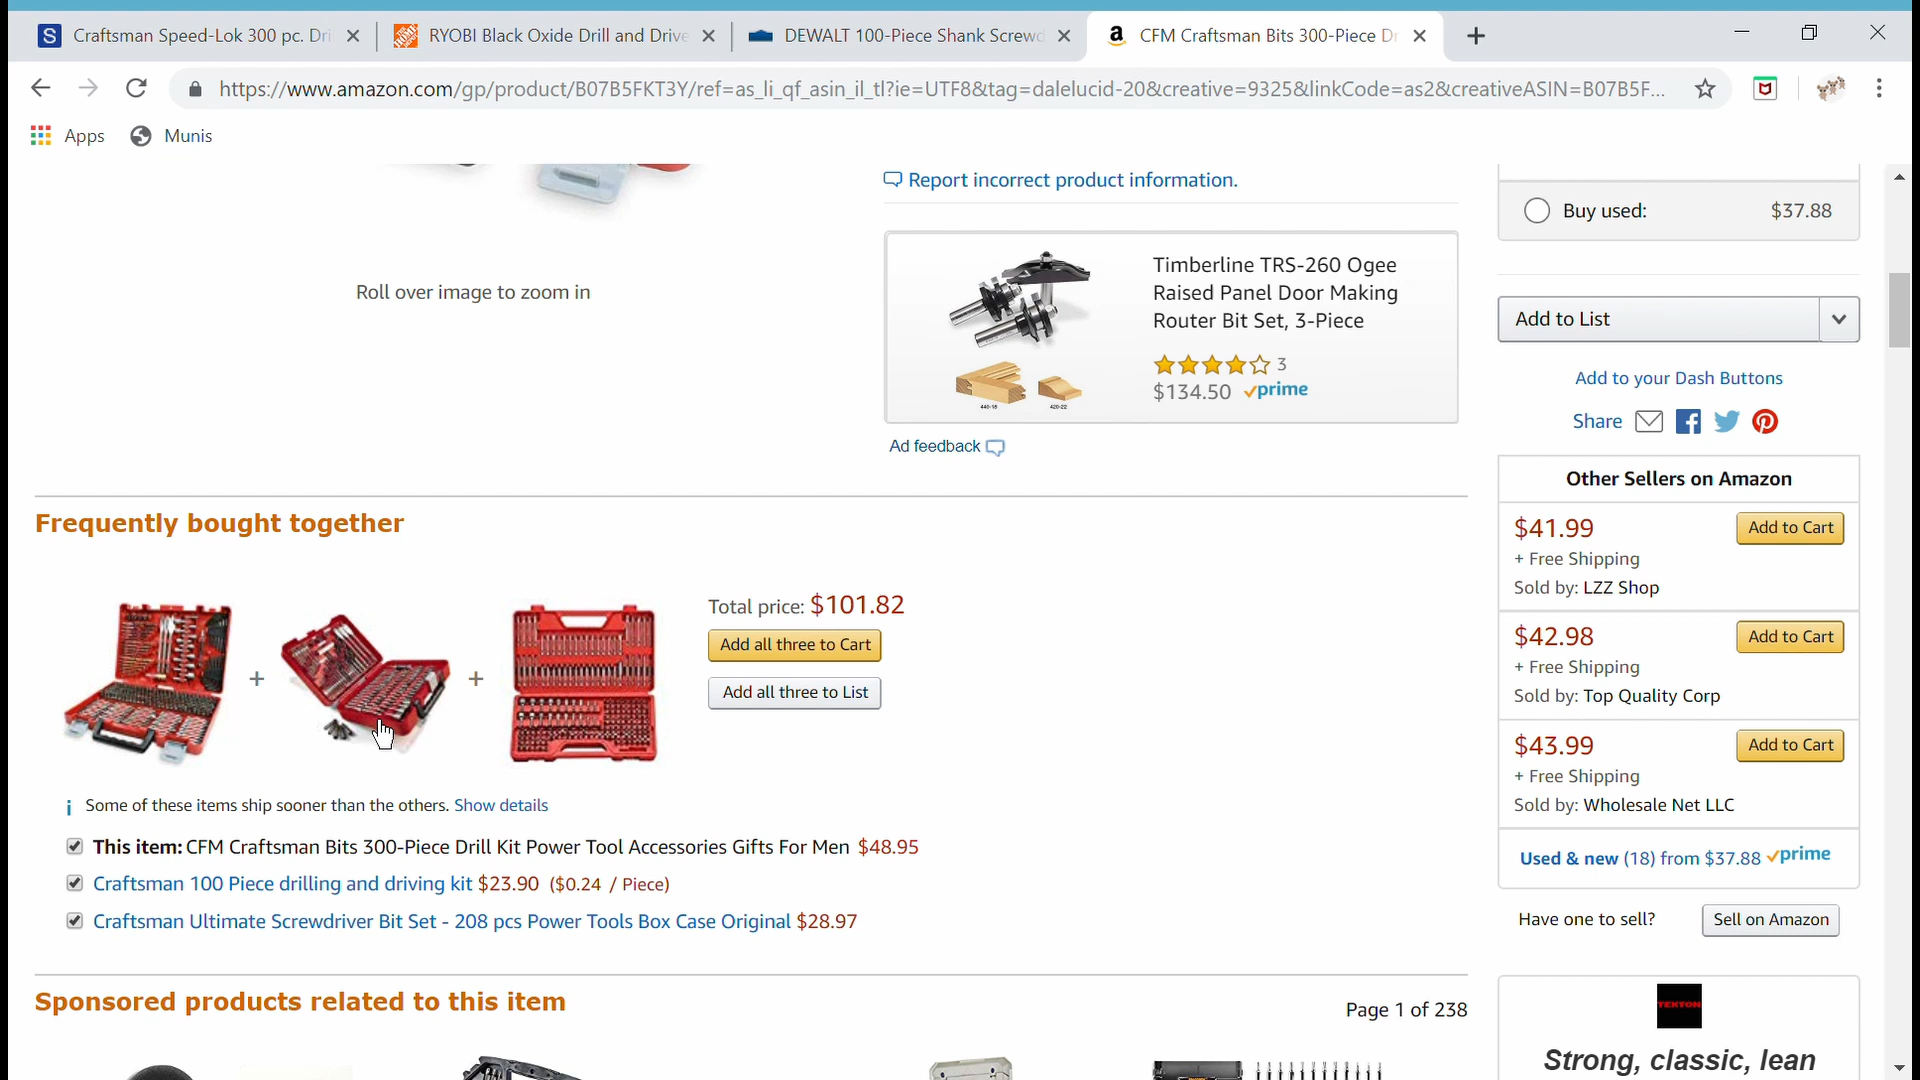 Craftsman Speed-Lok 300 pc. Dri
RYOBI Black Oxide Drill and Drive
DEWALT 100-Piece Shank Screwd
CFM Craftsman Bits 300-Piece Dr
https://www.amazon.com/gp/product/B07B5FKT3Y/ref=as_li_qf_asin_il_tl?ie=UTF8&tag=dalelucid-20&creative=9325&linkCode=as2&creativeASIN=B07B5F...
Apps
Munis
Roll over image to zoom in
Report incorrect product information.
Timberline TRS-260 Ogee
Raised Panel Door Making
Router Bit Set, 3-Piece
3
$134.50 prime
440-18
420-22
Ad feedback
Buy used: $37.88
Add to List
Add to your Dash Buttons
Share
Other Sellers on Amazon
$41.99 Add to Cart
+ Free Shipping
Sold by: LZZ Shop
$42.98 Add to Cart
+ Free Shipping
Sold by: Top Quality Corp
$43.99 Add to Cart
+ Free Shipping
Sold by: Wholesale Net LLC
Used & new (18) from $37.88 prime
Have one to sell? Sell on Amazon
Frequently bought together
+ +
Total price: $101.82
Add all three to Cart
Add all three to List
i Some of these items ship sooner than the others. Show details
This item: CFM Craftsman Bits 300-Piece Drill Kit Power Tool Accessories Gifts For Men $48.95
Craftsman 100 Piece drilling and driving kit $23.90 ($0.24 / Piece)
Craftsman Ultimate Screwdriver Bit Set - 208 pcs Power Tools Box Case Original $28.97
Sponsored products related to this item
Page 1 of 238
TEKTON
Strong, classic, lean